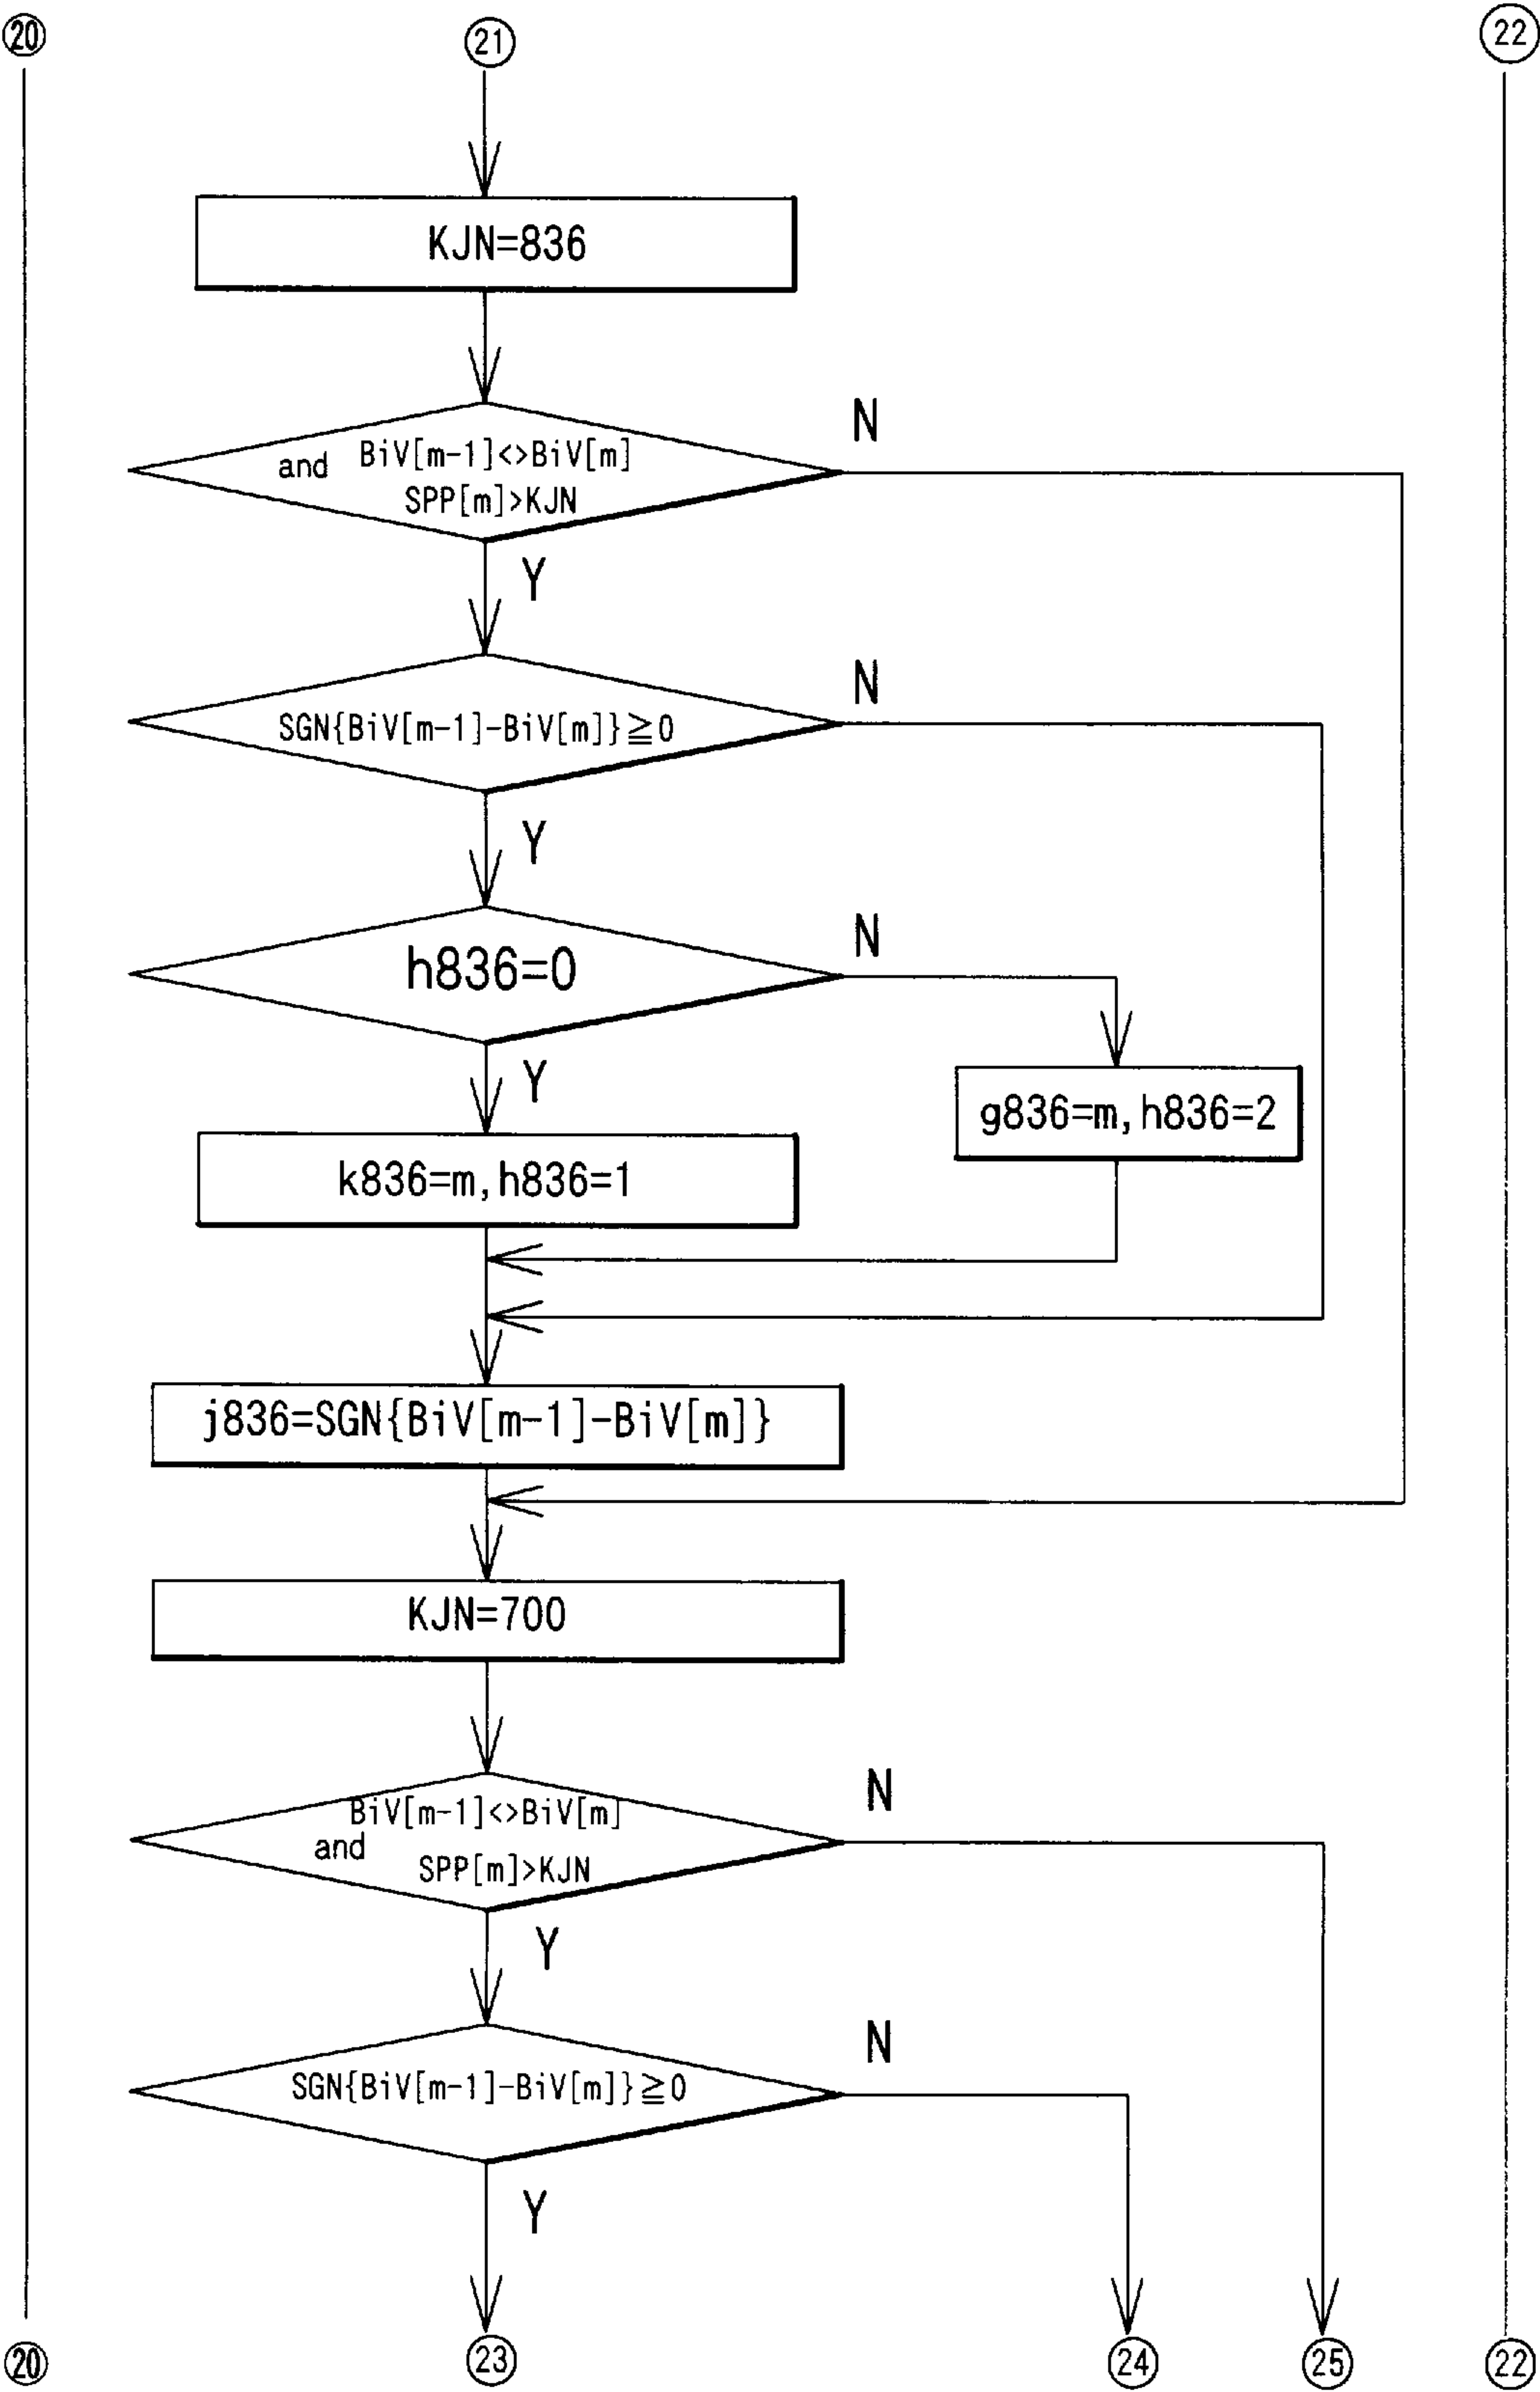 20 21 22
KJN=836
N
BiV[m-1]<>BiV[m]
and
SPP[m]>KJN
Y
N
SGN{BiV[m-1]-BiV[m]}≧0
Y
N
h836=0
Y
g836=m,h836=2
k836=m,h836=1
j836=SGN{BiV[m-1]-BiV[m]}
KJN=700
N
BiV[m-1]<>BiV[m]
and
SPP[m]>KJN
Y
N
SGN{BiV[m-1]-BiV[m]}≧0
Y
20 23 24 25 22